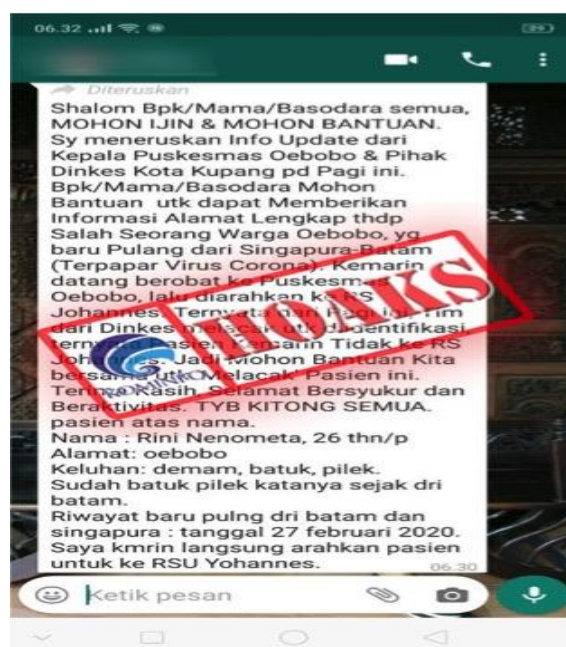 06.32
Diteruskan
Shalom Bpk/Mama/Basodara semua,
MOHON IJIN & MOHON BANTUAN.
Sy meneruskan Info Update dari
Kepala Puskesmas Oebobo & Pihak
Dinkes Kota Kupang pd Pagi ini.
Bpk/Mama/Basodara Mohon
Bantuan utk dapat Memberikan
Informasi Alamat Lengkap thdp
Salah Seorang Warga Oebobo, yg
baru Pulang dari Singapura-Batam
(Terpapar Virus Corona). Kemarin
datang berobat ke Puskesmas
Oebobo, lalu diarahkan ke RS
Johannes. Ternyata dari Pagi ini, Tim
dari Dinkes melacak utk diidentifikasi,
ternyata Pasien Kemarin Tidak ke RS
Johannes. Jadi Mohon Bantuan Kita
bersama utk Melacak Pasien ini.
Terima Kasih, Selamat Bersyukur dan
Beraktivitas. TYB KITONG SEMUA.
pasien atas nama.
Nama : Rini Nenometa, 26 thn/p
Alamat: oebobo
Keluhan: demam, batuk, pilek.
Sudah batuk pilek katanya sejak dri
batam.
Riwayat baru pulng dri batam dan
singapura : tanggal 27 februari 2020.
Saya kmrin langsung arahkan pasien
untuk ke RSU Yohannes.
06.30
HOAKS
KOMINFO
Ketik pesan